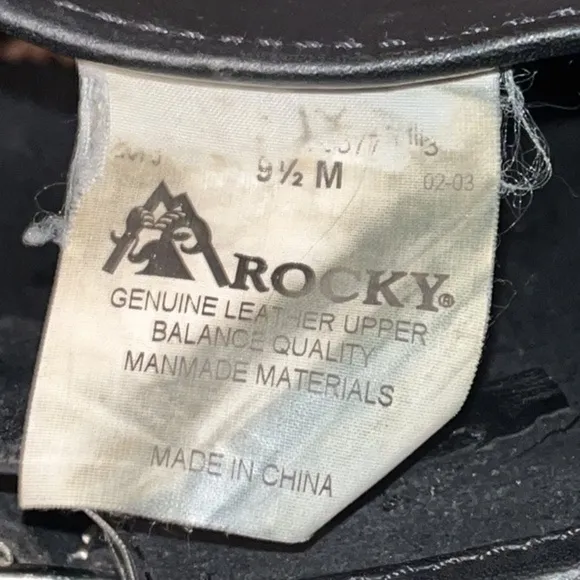 9½ M
02-03
ROCKY®
GENUINE LEATHER UPPER
BALANCE QUALITY
MANMADE MATERIALS
MADE IN CHINA